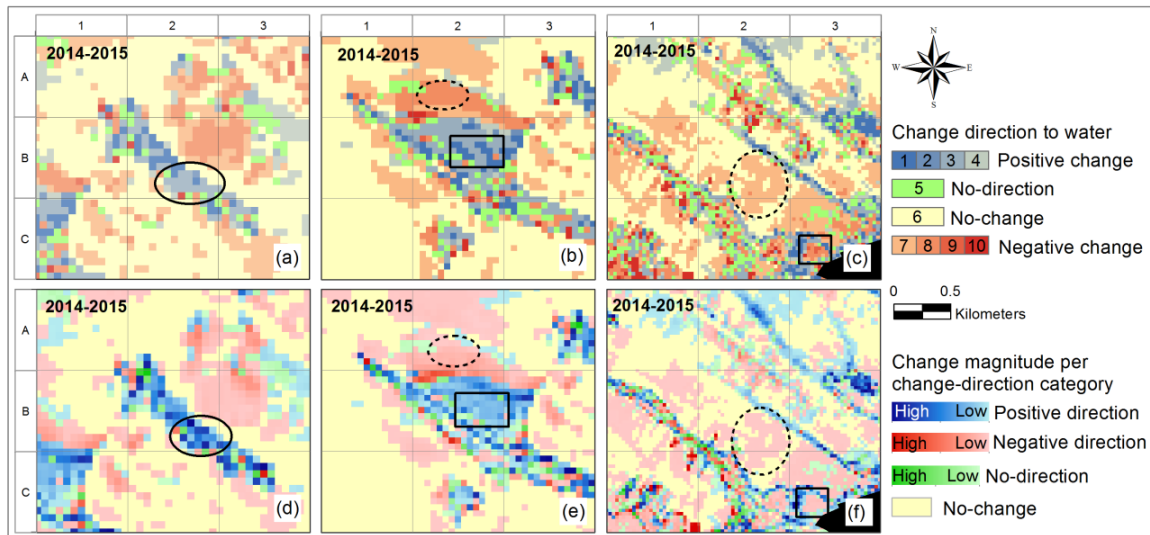 1 2 3
1 2 3
1 2 3
2014-2015
2014-2015
2014-2015
A
B
C
(a)
(b)
(c)
N
W E
S
Change direction to water
1 2 3 4 Positive change
5 No-direction
6 No-change
7 8 9 10 Negative change
0 0.5
Kilometers
2014-2015
2014-2015
2014-2015
A
B
C
(d)
(e)
(f)
Change magnitude per
change-direction category
High Low Positive direction
High Low Negative direction
High Low No-direction
No-change